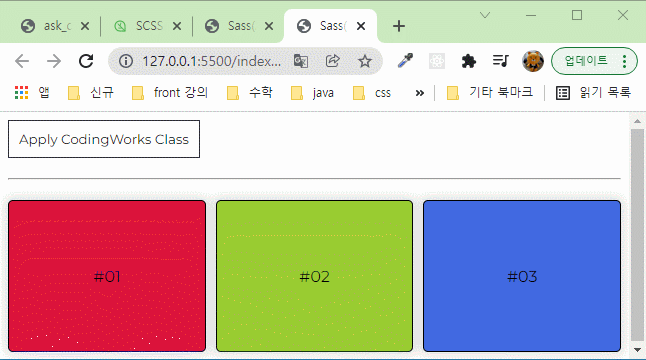 ask_c
SCSS
Sass(
Sass(
127.0.0.1:5500/index...
업데이트
앱
신규
front 강의
수학
java
css
»
기타 북마크
읽기 목록
Apply CodingWorks Class
#01
#02
#03